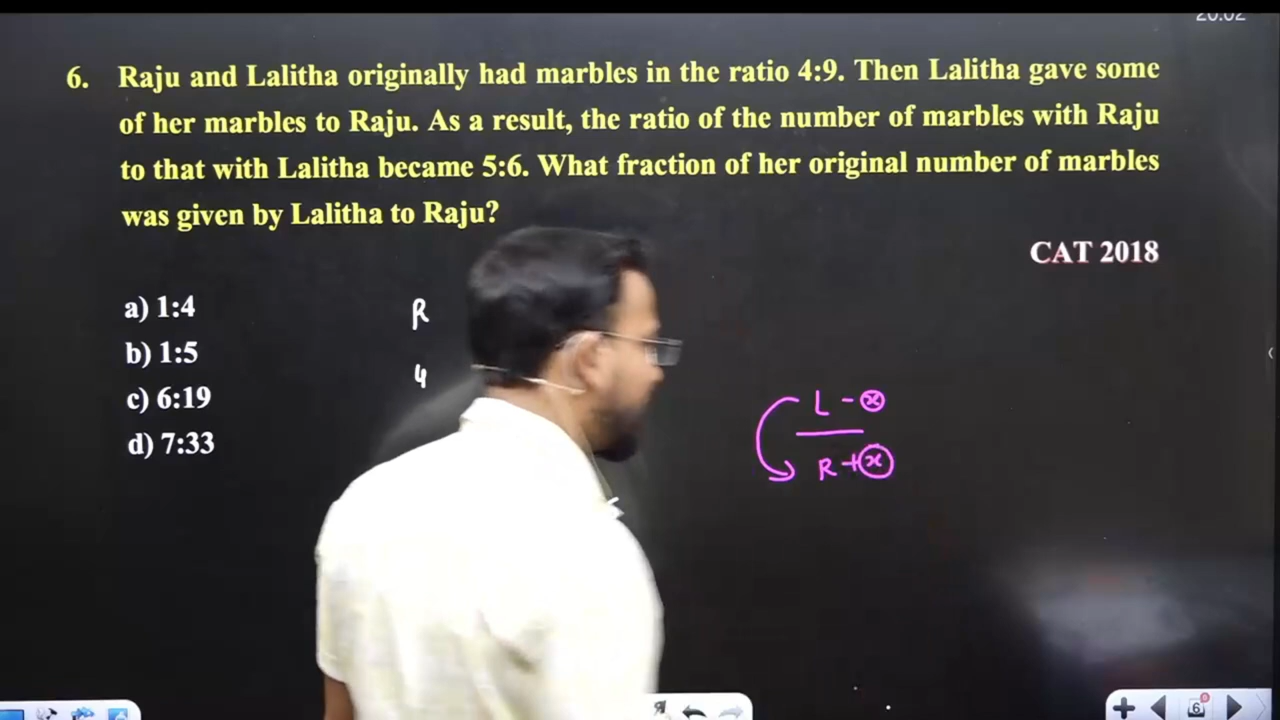 6. Raju and Lalitha originally had marbles in the ratio 4:9. Then Lalitha gave some
of her marbles to Raju. As a result, the ratio of the number of marbles with Raju
to that with Lalitha became 5:6. What fraction of her original number of marbles
was given by Lalitha to Raju?
CAT 2018
a) 1:4
b) 1:5
c) 6:19
d) 7:33
R
4
L - x
R + x
6